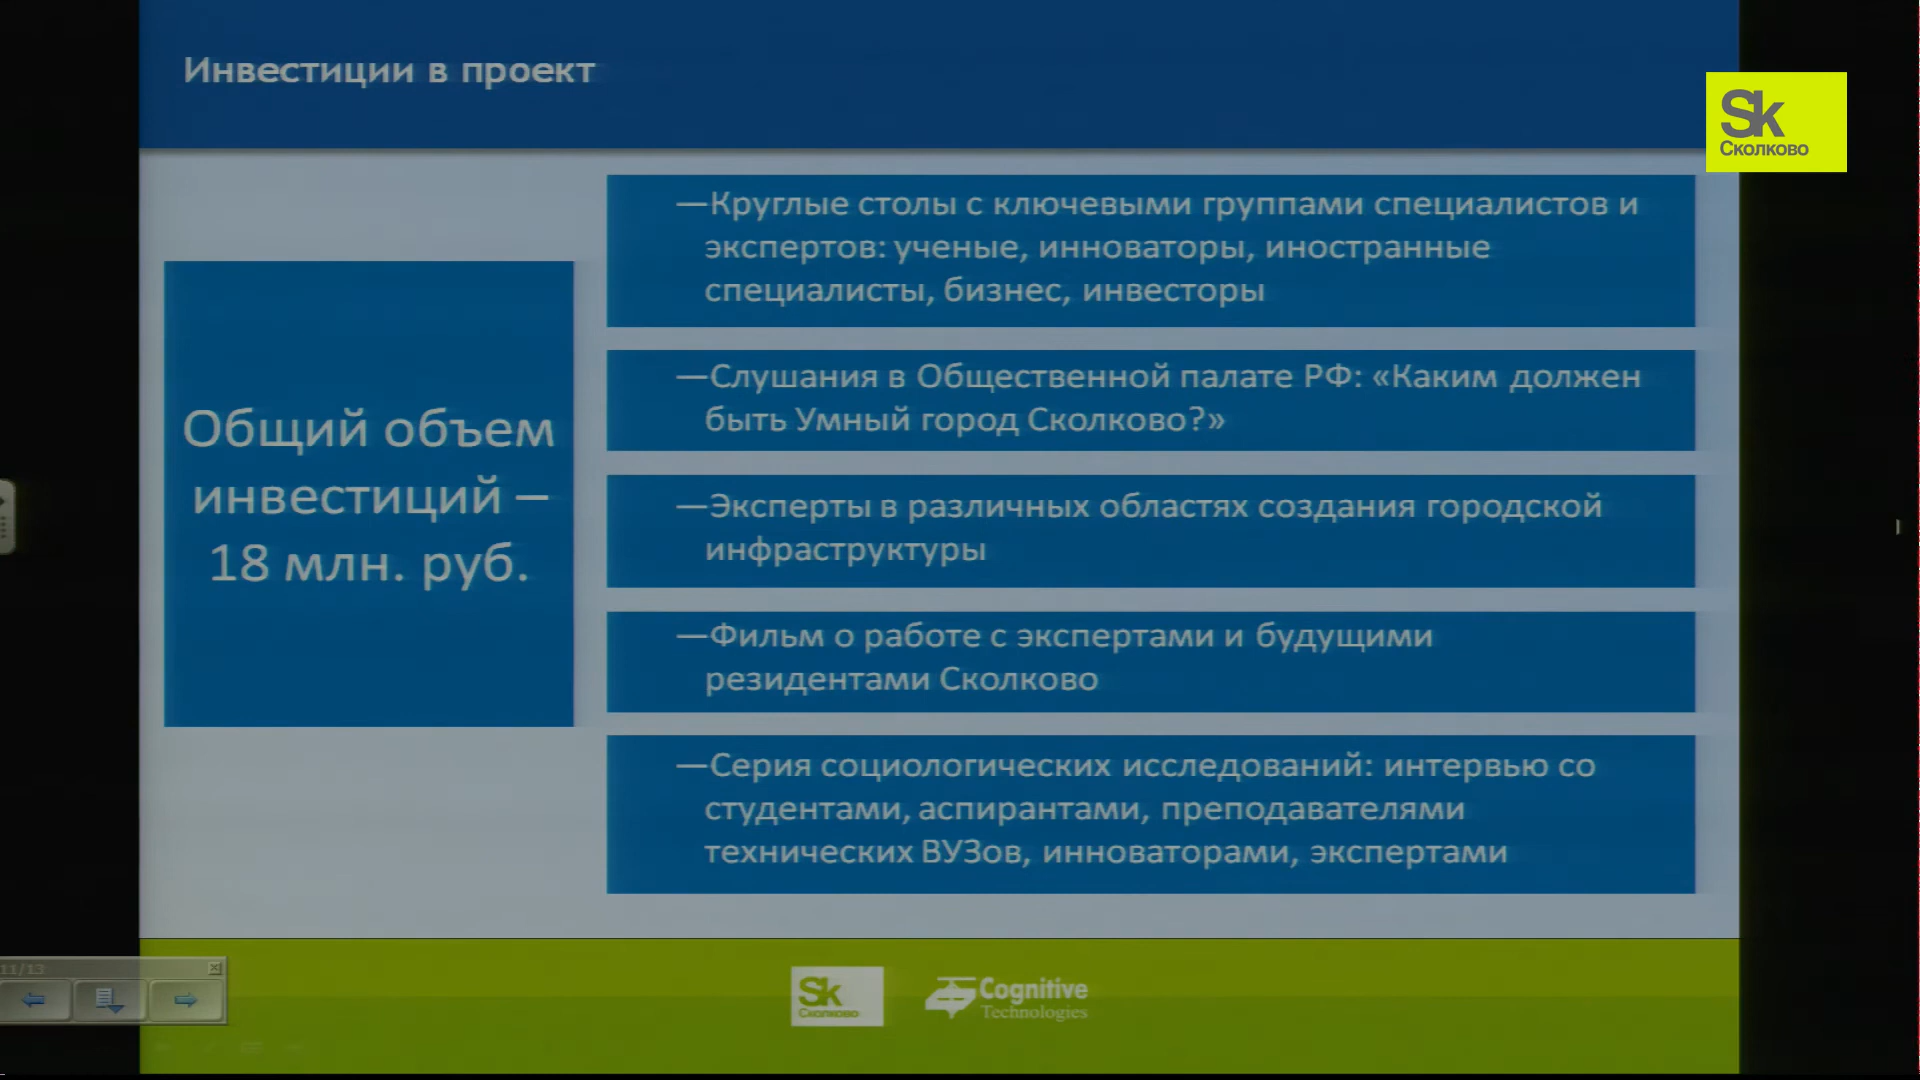 Инвестиции в проект
Sk
Сколково
Общий объем
инвестиций –
18 млн. руб.
—Круглые столы с ключевыми группами специалистов и
экспертов: ученые, инноваторы, иностранные
специалисты, бизнес, инвесторы
—Слушания в Общественной палате РФ: «Каким должен
быть Умный город Сколково?»
—Эксперты в различных областях создания городской
инфраструктуры
—Фильм о работе с экспертами и будущими
резидентами Сколково
—Серия социологических исследований: интервью со
студентами, аспирантами, преподавателями
технических ВУЗов, инноваторами, экспертами
11/13
Sk
Сколково
Cognitive
Technologies